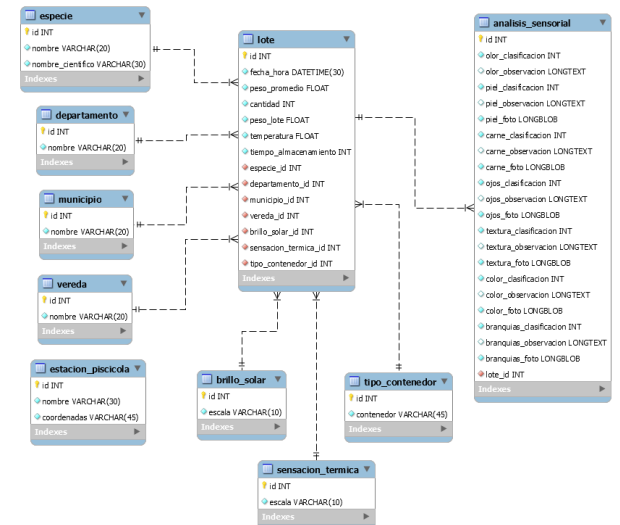 especie
id INT
nombre VARCHAR(20)
nombre_cientifico VARCHAR(30)
Indexes
departamento
id INT
nombre VARCHAR(20)
Indexes
municipio
id INT
nombre VARCHAR(20)
Indexes
vereda
id INT
nombre VARCHAR(20)
Indexes
estacion_piscicola
id INT
nombre VARCHAR(30)
coordenadas VARCHAR(45)
Indexes
lote
id INT
fecha_hora DATETIME(30)
peso_promedio FLOAT
cantidad INT
peso_lote FLOAT
temperatura FLOAT
tiempo_almacenamiento INT
especie_id INT
departamento_id INT
municipio_id INT
vereda_id INT
brillo_solar_id INT
sensacion_termica_id INT
tipo_contenedor_id INT
Indexes
brillo_solar
id INT
escala VARCHAR(10)
Indexes
tipo_contenedor
id INT
contenedor VARCHAR(45)
Indexes
sensacion_termica
id INT
escala VARCHAR(10)
Indexes
analisis_sensorial
id INT
olor_clasificacion INT
olor_observacion LONGTEXT
piel_clasificacion INT
piel_observacion LONGTEXT
piel_foto LONGBLOB
carne_clasificacion INT
carne_observacion LONGTEXT
carne_foto LONGBLOB
ojos_clasificacion INT
ojos_observacion LONGTEXT
ojos_foto LONGBLOB
textura_clasificacion INT
textura_observacion LONGTEXT
textura_foto LONGBLOB
color_clasificacion INT
color_observacion LONGTEXT
color_foto LONGBLOB
branquias_clasificacion INT
branquias_observacion LONGTEXT
branquias_foto LONGBLOB
lote_id INT
Indexes